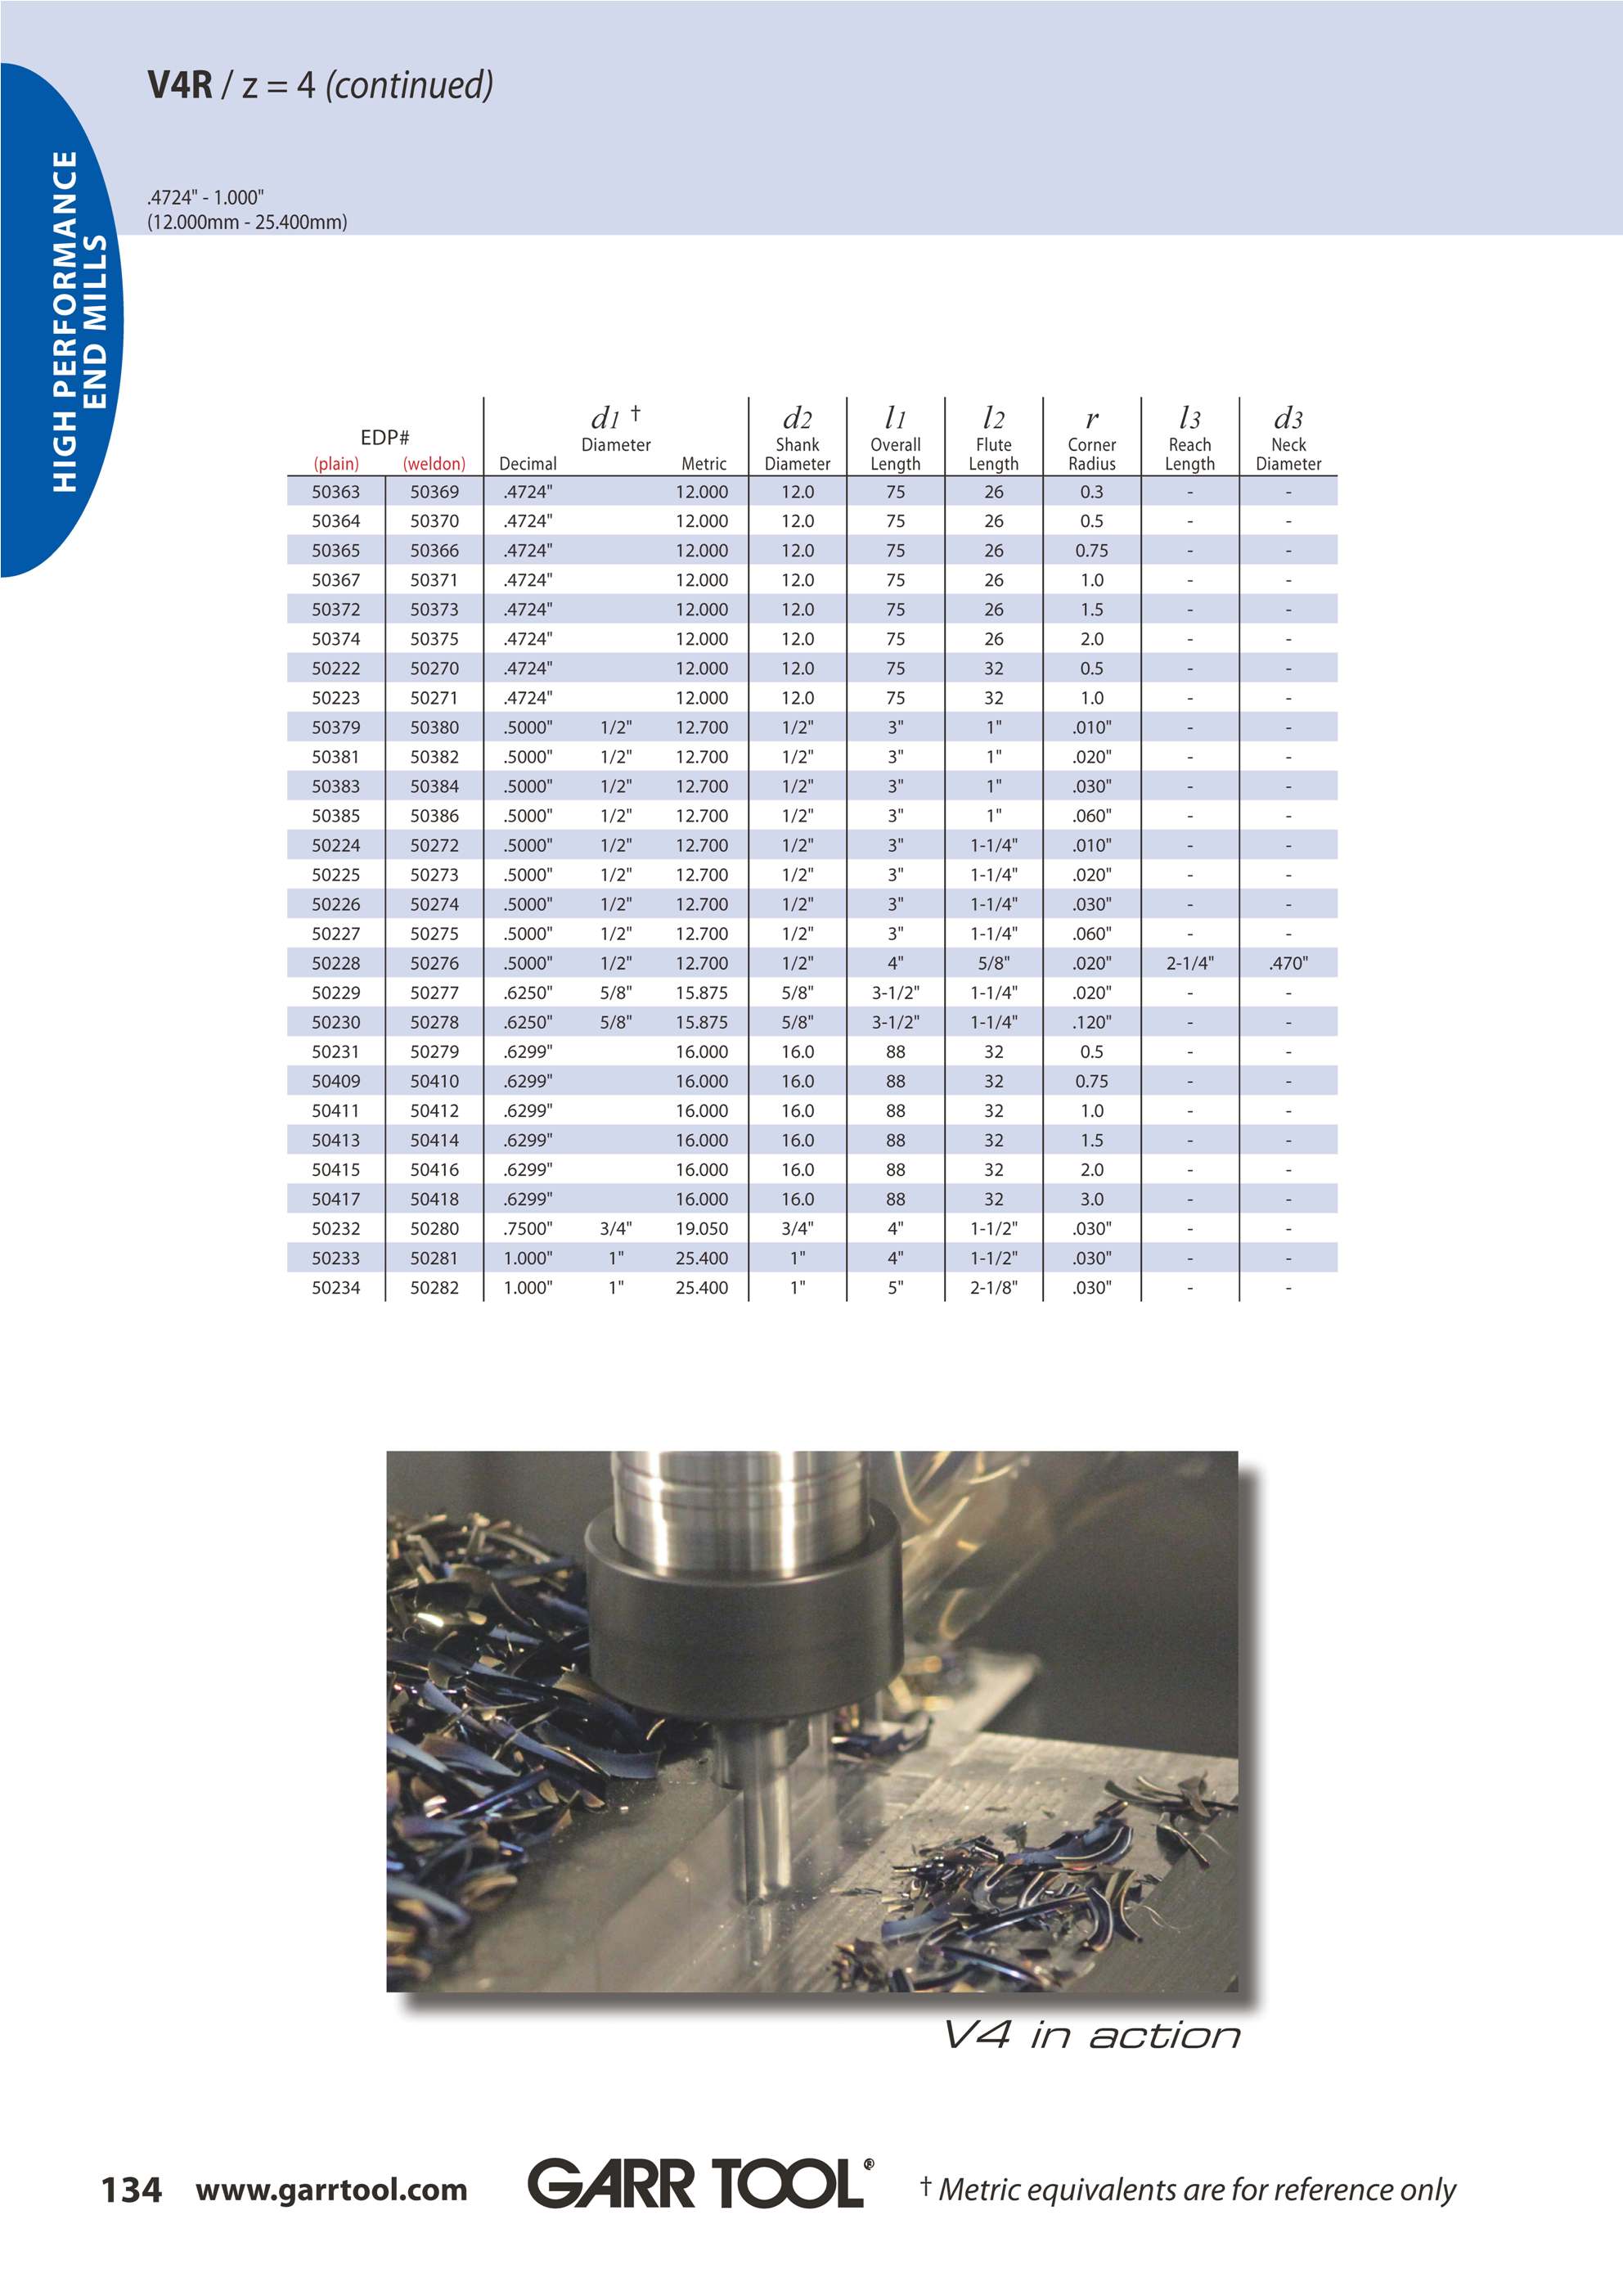 V4R / z = 4 (continued)
.4724" - 1.000"
(12.000mm - 25.400mm)
HIGH PERFORMANCE
END MILLS
d1 † d2 l1 l2 r l3 d3
EDP# Diameter Shank Overall Flute Corner Reach Neck
(plain) (weldon) Decimal Metric Diameter Length Length Radius Length Diameter
50363 50369 .4724" 12.000 12.0 75 26 0.3 - -
50364 50370 .4724" 12.000 12.0 75 26 0.5 - -
50365 50366 .4724" 12.000 12.0 75 26 0.75 - -
50367 50371 .4724" 12.000 12.0 75 26 1.0 - -
50372 50373 .4724" 12.000 12.0 75 26 1.5 - -
50374 50375 .4724" 12.000 12.0 75 26 2.0 - -
50222 50270 .4724" 12.000 12.0 75 32 0.5 - -
50223 50271 .4724" 12.000 12.0 75 32 1.0 - -
50379 50380 .5000" 1/2" 12.700 1/2" 3" 1" .010" - -
50381 50382 .5000" 1/2" 12.700 1/2" 3" 1" .020" - -
50383 50384 .5000" 1/2" 12.700 1/2" 3" 1" .030" - -
50385 50386 .5000" 1/2" 12.700 1/2" 3" 1" .060" - -
50224 50272 .5000" 1/2" 12.700 1/2" 3" 1-1/4" .010" - -
50225 50273 .5000" 1/2" 12.700 1/2" 3" 1-1/4" .020" - -
50226 50274 .5000" 1/2" 12.700 1/2" 3" 1-1/4" .030" - -
50227 50275 .5000" 1/2" 12.700 1/2" 3" 1-1/4" .060" - -
50228 50276 .5000" 1/2" 12.700 1/2" 4" 5/8" .020" 2-1/4" .470"
50229 50277 .6250" 5/8" 15.875 5/8" 3-1/2" 1-1/4" .020" - -
50230 50278 .6250" 5/8" 15.875 5/8" 3-1/2" 1-1/4" .120" - -
50231 50279 .6299" 16.000 16.0 88 32 0.5 - -
50409 50410 .6299" 16.000 16.0 88 32 0.75 - -
50411 50412 .6299" 16.000 16.0 88 32 1.0 - -
50413 50414 .6299" 16.000 16.0 88 32 1.5 - -
50415 50416 .6299" 16.000 16.0 88 32 2.0 - -
50417 50418 .6299" 16.000 16.0 88 32 3.0 - -
50232 50280 .7500" 3/4" 19.050 3/4" 4" 1-1/2" .030" - -
50233 50281 1.000" 1" 25.400 1" 4" 1-1/2" .030" - -
50234 50282 1.000" 1" 25.400 1" 5" 2-1/8" .030" - -
V4 in action
134 www.garrtool.com GARR TOOL® † Metric equivalents are for reference only